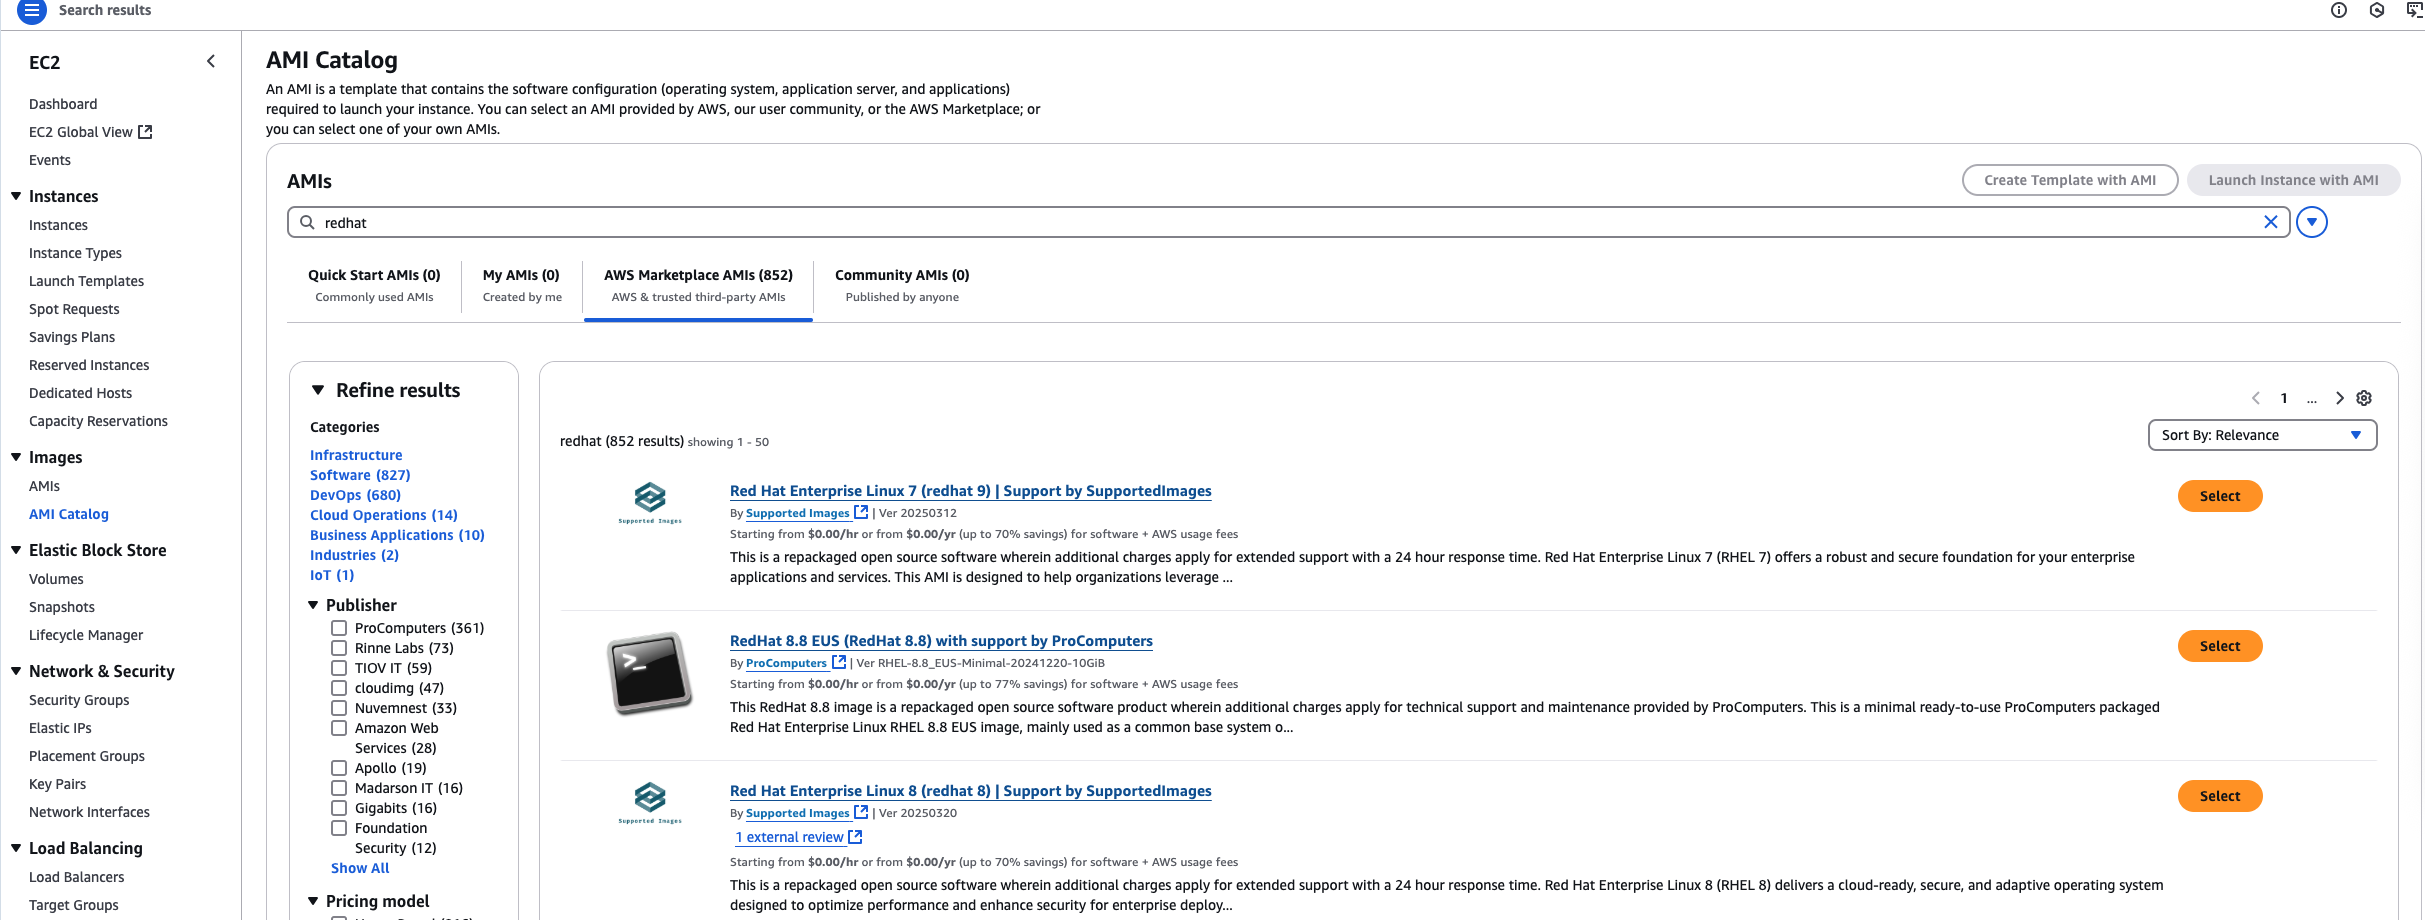 Search results
EC2
Dashboard
EC2 Global View
Events
Instances
Instances
Instance Types
Launch Templates
Spot Requests
Savings Plans
Reserved Instances
Dedicated Hosts
Capacity Reservations
Images
AMIs
AMI Catalog
Elastic Block Store
Volumes
Snapshots
Lifecycle Manager
Network & Security
Security Groups
Elastic IPs
Placement Groups
Key Pairs
Network Interfaces
Load Balancing
Load Balancers
Target Groups
AMI Catalog
An AMI is a template that contains the software configuration (operating system, application server, and applications)
required to launch your instance. You can select an AMI provided by AWS, our user community, or the AWS Marketplace; or
you can select one of your own AMIs.
AMIs
Create Template with AMI
Launch Instance with AMI
redhat
Quick Start AMIs (0)
Commonly used AMIs
My AMIs (0)
Created by me
AWS Marketplace AMIs (852)
AWS & trusted third-party AMIs
Community AMIs (0)
Published by anyone
Refine results
Categories
Infrastructure
Software (827)
DevOps (680)
Cloud Operations (14)
Business Applications (10)
Industries (2)
IoT (1)
Publisher
ProComputers (361)
Rinne Labs (73)
TIOV IT (59)
cloudimg (47)
Nuvemnest (33)
Amazon Web
Services (28)
Apollo (19)
Madarson IT (16)
Gigabits (16)
Foundation
Security (12)
Show All
Pricing model
1 ...
redhat (852 results) showing 1 - 50
Sort By: Relevance
Supported Images
Red Hat Enterprise Linux 7 (redhat 9) | Support by SupportedImages
By Supported Images | Ver 20250312
Starting from $0.00/hr or from $0.00/yr (up to 70% savings) for software + AWS usage fees
This is a repackaged open source software wherein additional charges apply for extended support with a 24 hour response time. Red Hat Enterprise Linux 7 (RHEL 7) offers a robust and secure foundation for your enterprise
applications and services. This AMI is designed to help organizations leverage ...
Select
RedHat 8.8 EUS (RedHat 8.8) with support by ProComputers
By ProComputers | Ver RHEL-8.8_EUS-Minimal-20241220-10GiB
Starting from $0.00/hr or from $0.00/yr (up to 77% savings) for software + AWS usage fees
This RedHat 8.8 image is a repackaged open source software product wherein additional charges apply for technical support and maintenance provided by ProComputers. This is a minimal ready-to-use ProComputers packaged
Red Hat Enterprise Linux RHEL 8.8 EUS image, mainly used as a common base system o...
Select
Supported Images
Red Hat Enterprise Linux 8 (redhat 8) | Support by SupportedImages
By Supported Images | Ver 20250320
1 external review
Starting from $0.00/hr or from $0.00/yr (up to 70% savings) for software + AWS usage fees
This is a repackaged open source software wherein additional charges apply for extended support with a 24 hour response time. Red Hat Enterprise Linux 8 (RHEL 8) delivers a cloud-ready, secure, and adaptive operating system
designed to optimize performance and enhance security for enterprise deploy...
Select